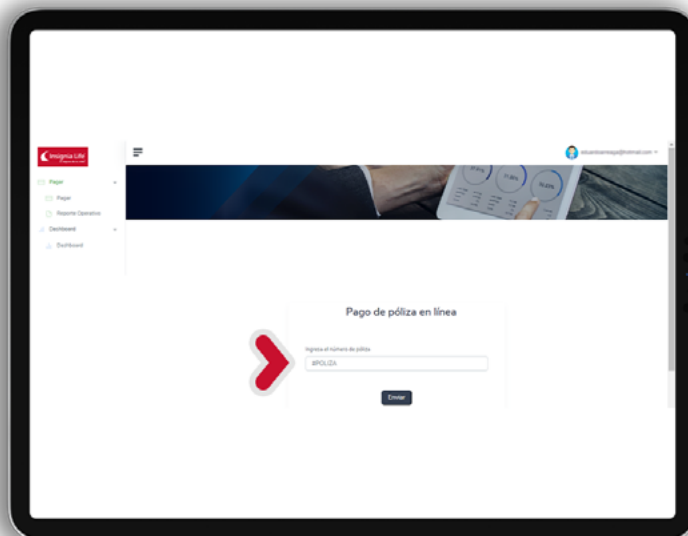 Insignia Life
Pagar
Pagar
Reporte Operativo
Dashboard
Dashboard
Pago de póliza en línea
Ingresa el número de póliza
#POLIZA
Enviar